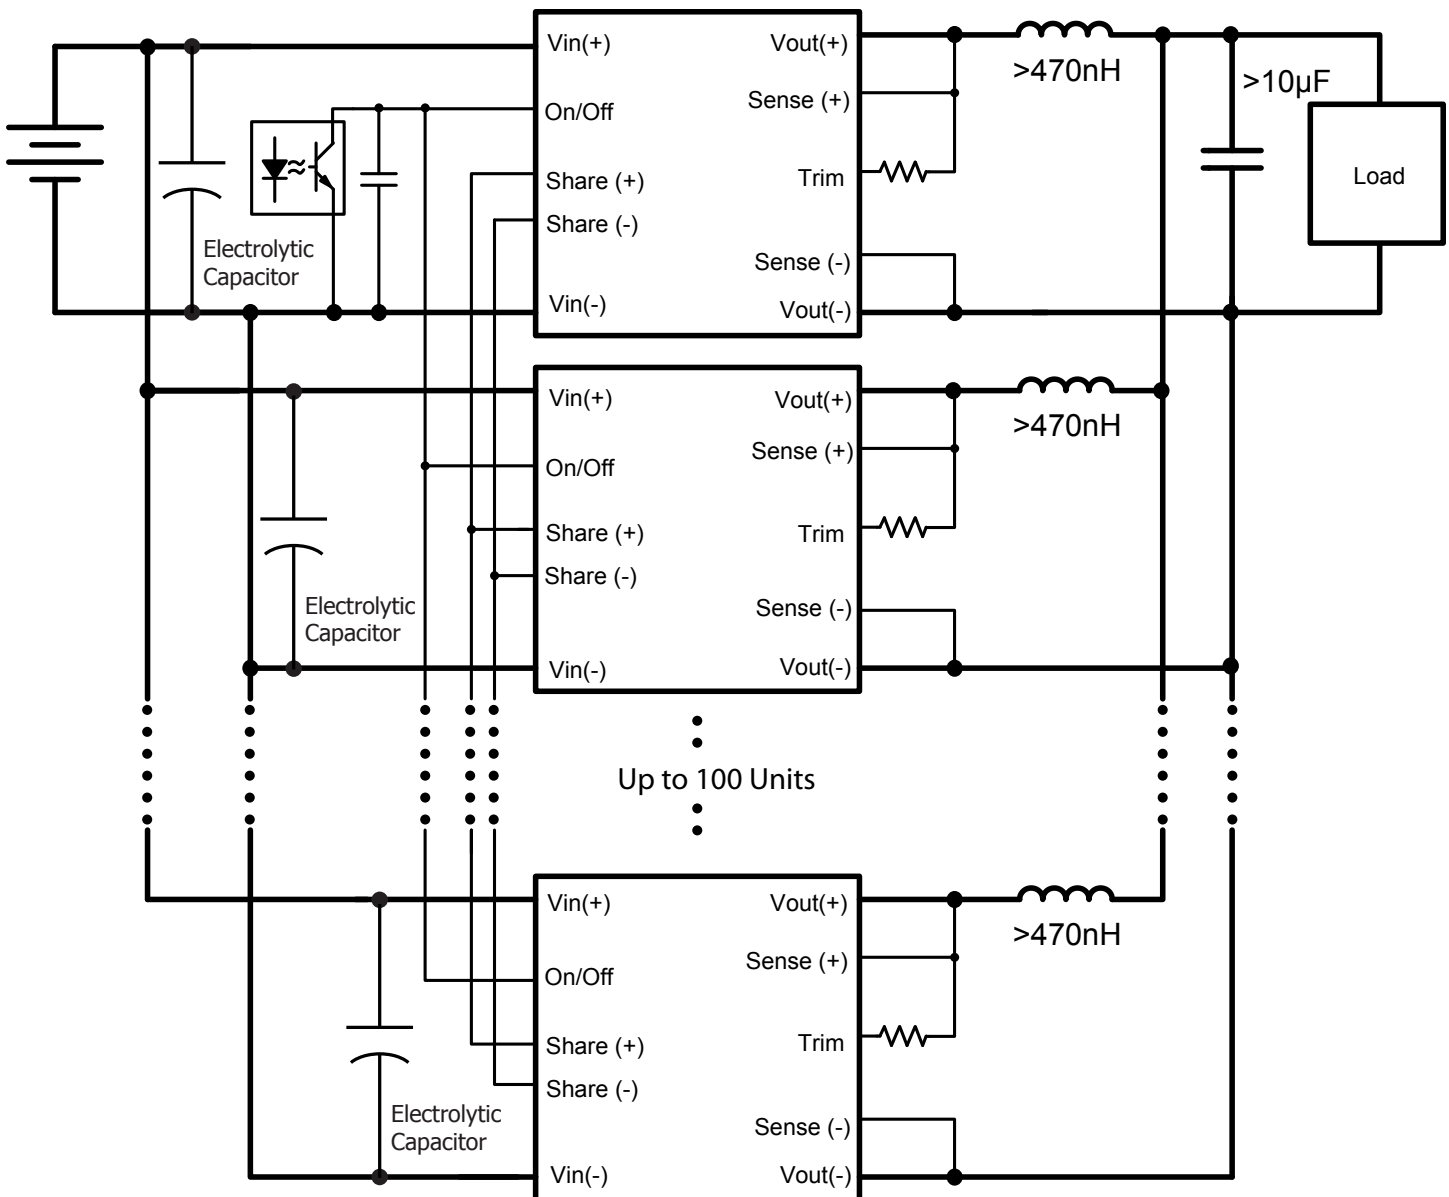 Vin(+)
Vout(+)
>470nH
>10µF
On/Off
Sense (+)
Share (+)
Trim
Load
Share (-)
Electrolytic
Capacitor
Sense (-)
Vin(-)
Vout(-)
Vin(+)
Vout(+)
>470nH
On/Off
Sense (+)
Share (+)
Trim
Share (-)
Electrolytic
Capacitor
Sense (-)
Vin(-)
Vout(-)
Up to 100 Units
Vin(+)
Vout(+)
>470nH
On/Off
Sense (+)
Share (+)
Trim
Share (-)
Electrolytic
Capacitor
Sense (-)
Vin(-)
Vout(-)